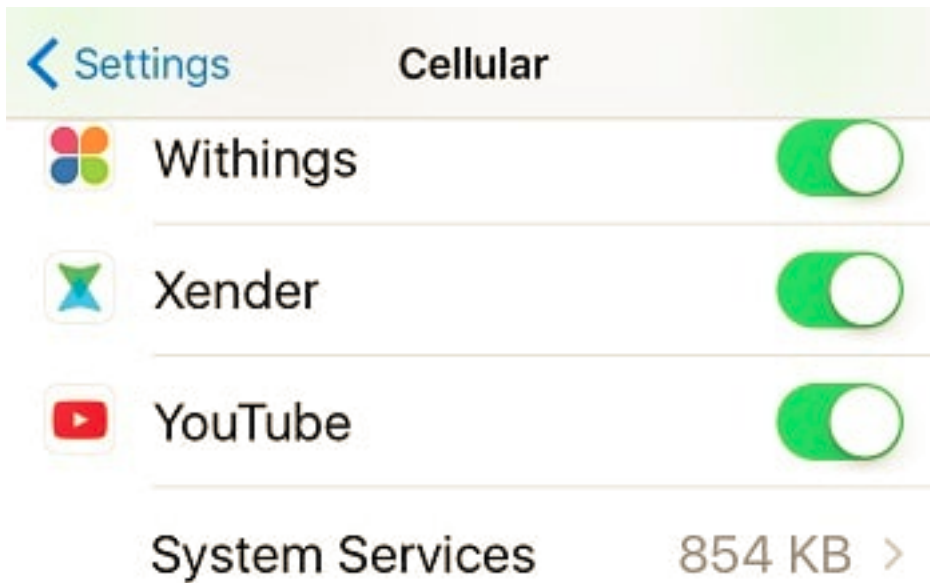 Settings Cellular
Withings
Xender
YouTube
System Services 854 KB